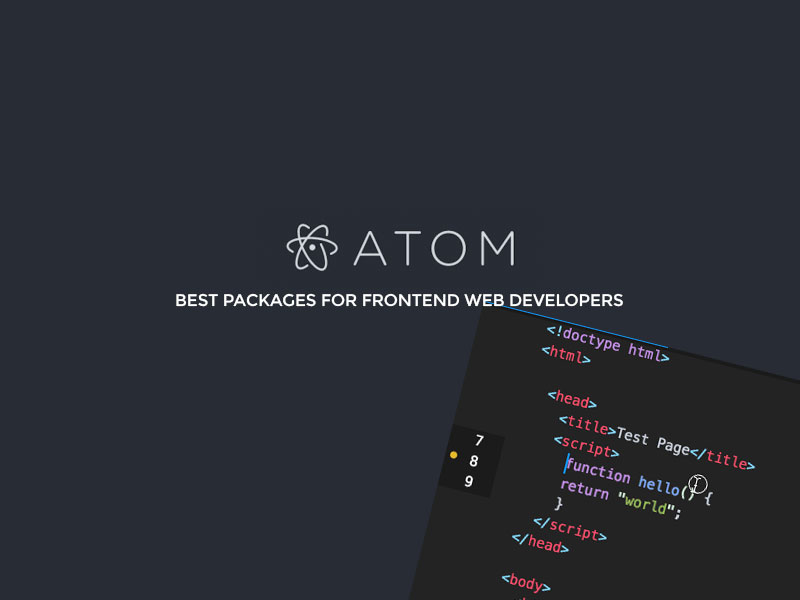 ATOM
BEST PACKAGES FOR FRONTEND WEB DEVELOPERS
<!doctype html>
<html>
<head>
<title>Test Page</title>
<script>
7
function hello() {
8
return "world";
9
}
</script>
</head>
<body>